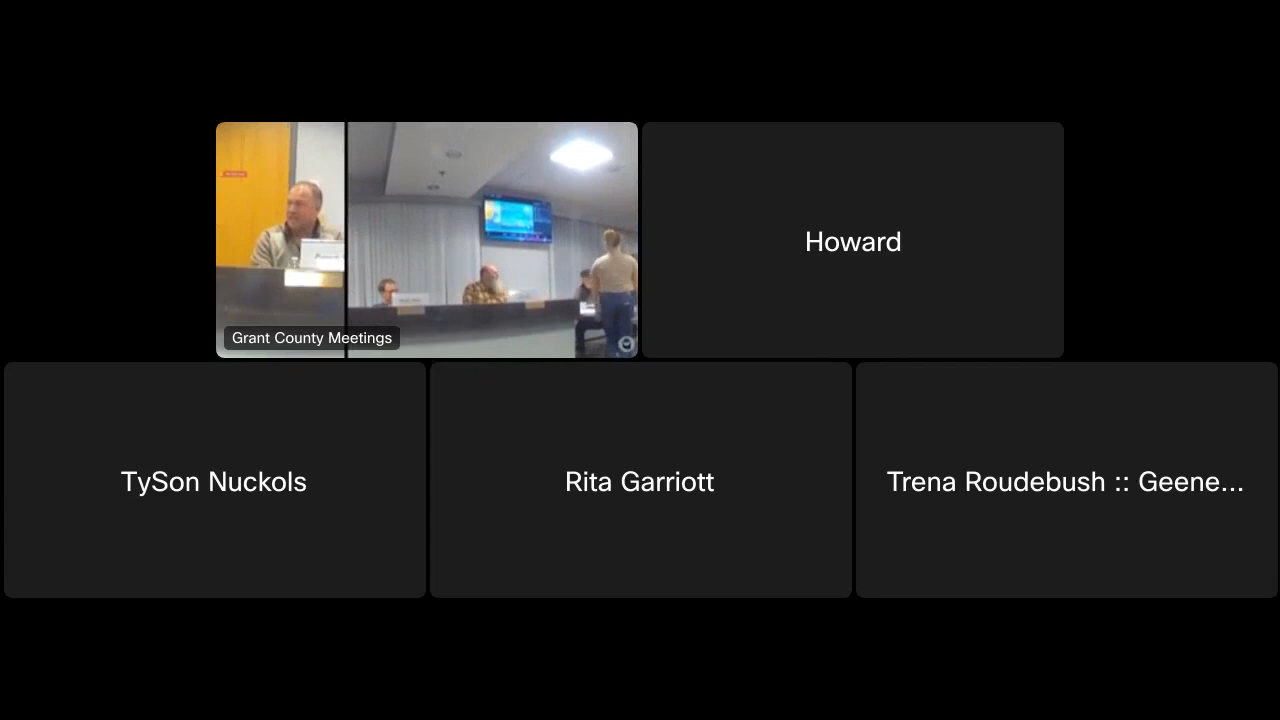 Grant County Meetings
Howard
TySon Nuckols
Rita Garriott
Trena Roudebush :: Geene...